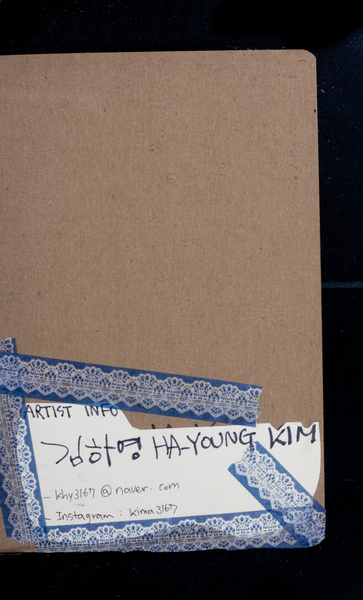 ARTIST INFO
김하영 HA-YOUNG KIM
- khy3167@naver.com
- Instagram : kima3167